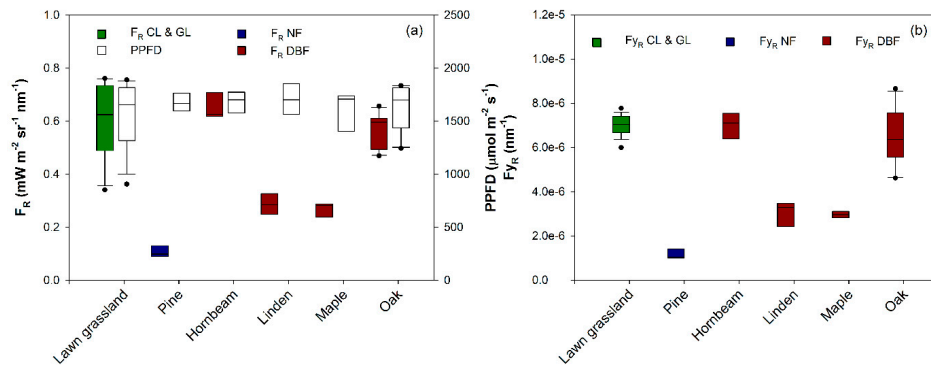 F_R CL & GL
F_R NF
(a)
PPFD
F_R DBF
F_R (mW m-2 sr-1 nm-1)
1.0
0.8
0.6
0.4
0.2
0.0
2500
2000
1500
1000
500
0
PPFD (µmol m-2 s-1)
Lawn grassland
Pine
Hornbeam
Linden
Maple
Oak
Fy_R CL & GL
Fy_R NF
Fy_R DBF
(b)
Fy_R (nm-1)
1.2e-5
1.0e-5
8.0e-6
6.0e-6
4.0e-6
2.0e-6
0.0
Lawn grassland
Pine
Hornbeam
Linden
Maple
Oak